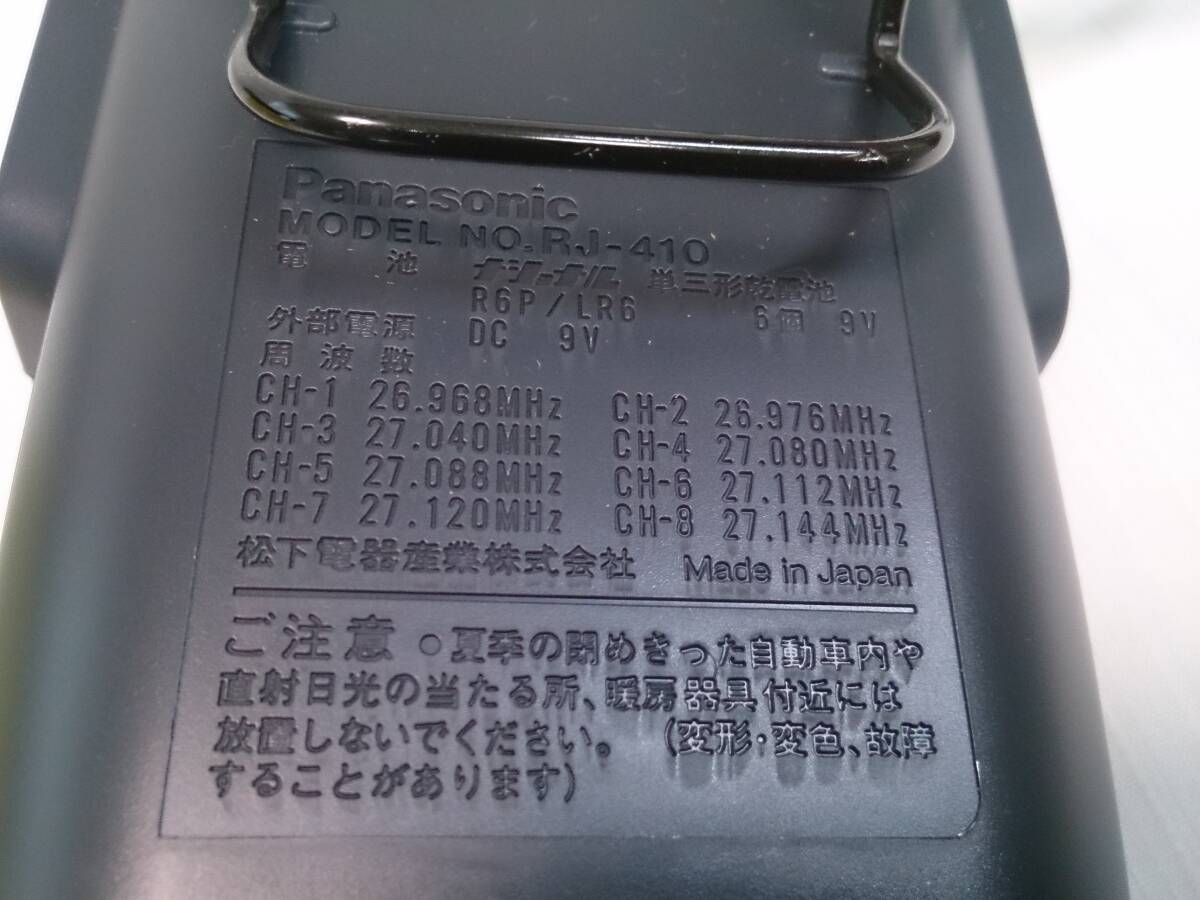 Panasonic
MODEL NO. RJ-410
電池 ナショナル 単三形乾電池
R6P/LR6 6個 9V
外部電源 DC 9V
周波数
CH-1 26.968MHz CH-2 26.976MHz
CH-3 27.040MHz CH-4 27.080MHz
CH-5 27.088MHz CH-6 27.112MHz
CH-7 27.120MHz CH-8 27.144MHz
松下電器産業株式会社 Made in Japan
ご注意 ●夏季の閉めきった自動車内や
直射日光の当たる所、暖房器具付近には
放置しないでください。 (変形・変色、故障
することがあります)